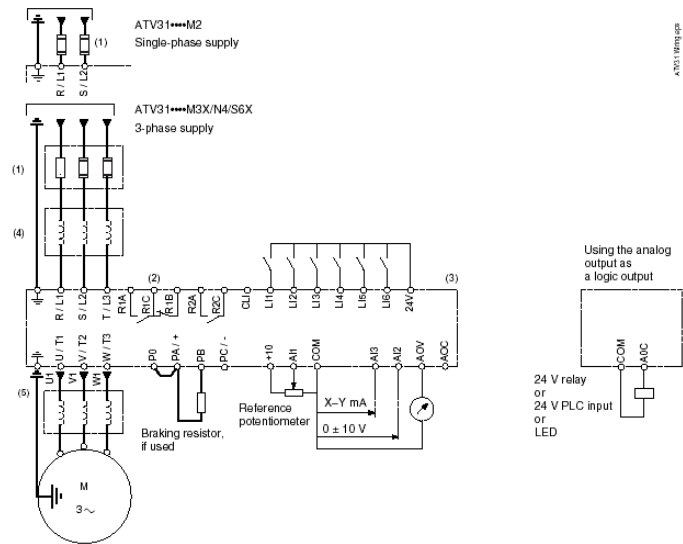 ATV31••••M2
Single-phase supply
(1)
R / L1
S / L2
ATV31 Wiring.eps
ATV31••••M3X/N4/S6X
3-phase supply
(1)
(4)
(2)
(3)
R / L1
S / L2
T / L3
R1A
R1C
R1B
R2A
R2C
CLI
LI1
LI2
LI3
LI4
LI5
LI6
24V
U / T1
V / T2
W / T3
P0
PA / +
PB
PC / -
+10
AI1
COM
AI3
AI2
AOV
AOC
U1
V1
W1
(5)
Braking resistor,
if used
Reference
potentiometer
X–Y mA
0 ± 10 V
M
3~
Using the analog
output as
a logic output
COM
A0C
24 V relay
or
24 V PLC input
or
LED